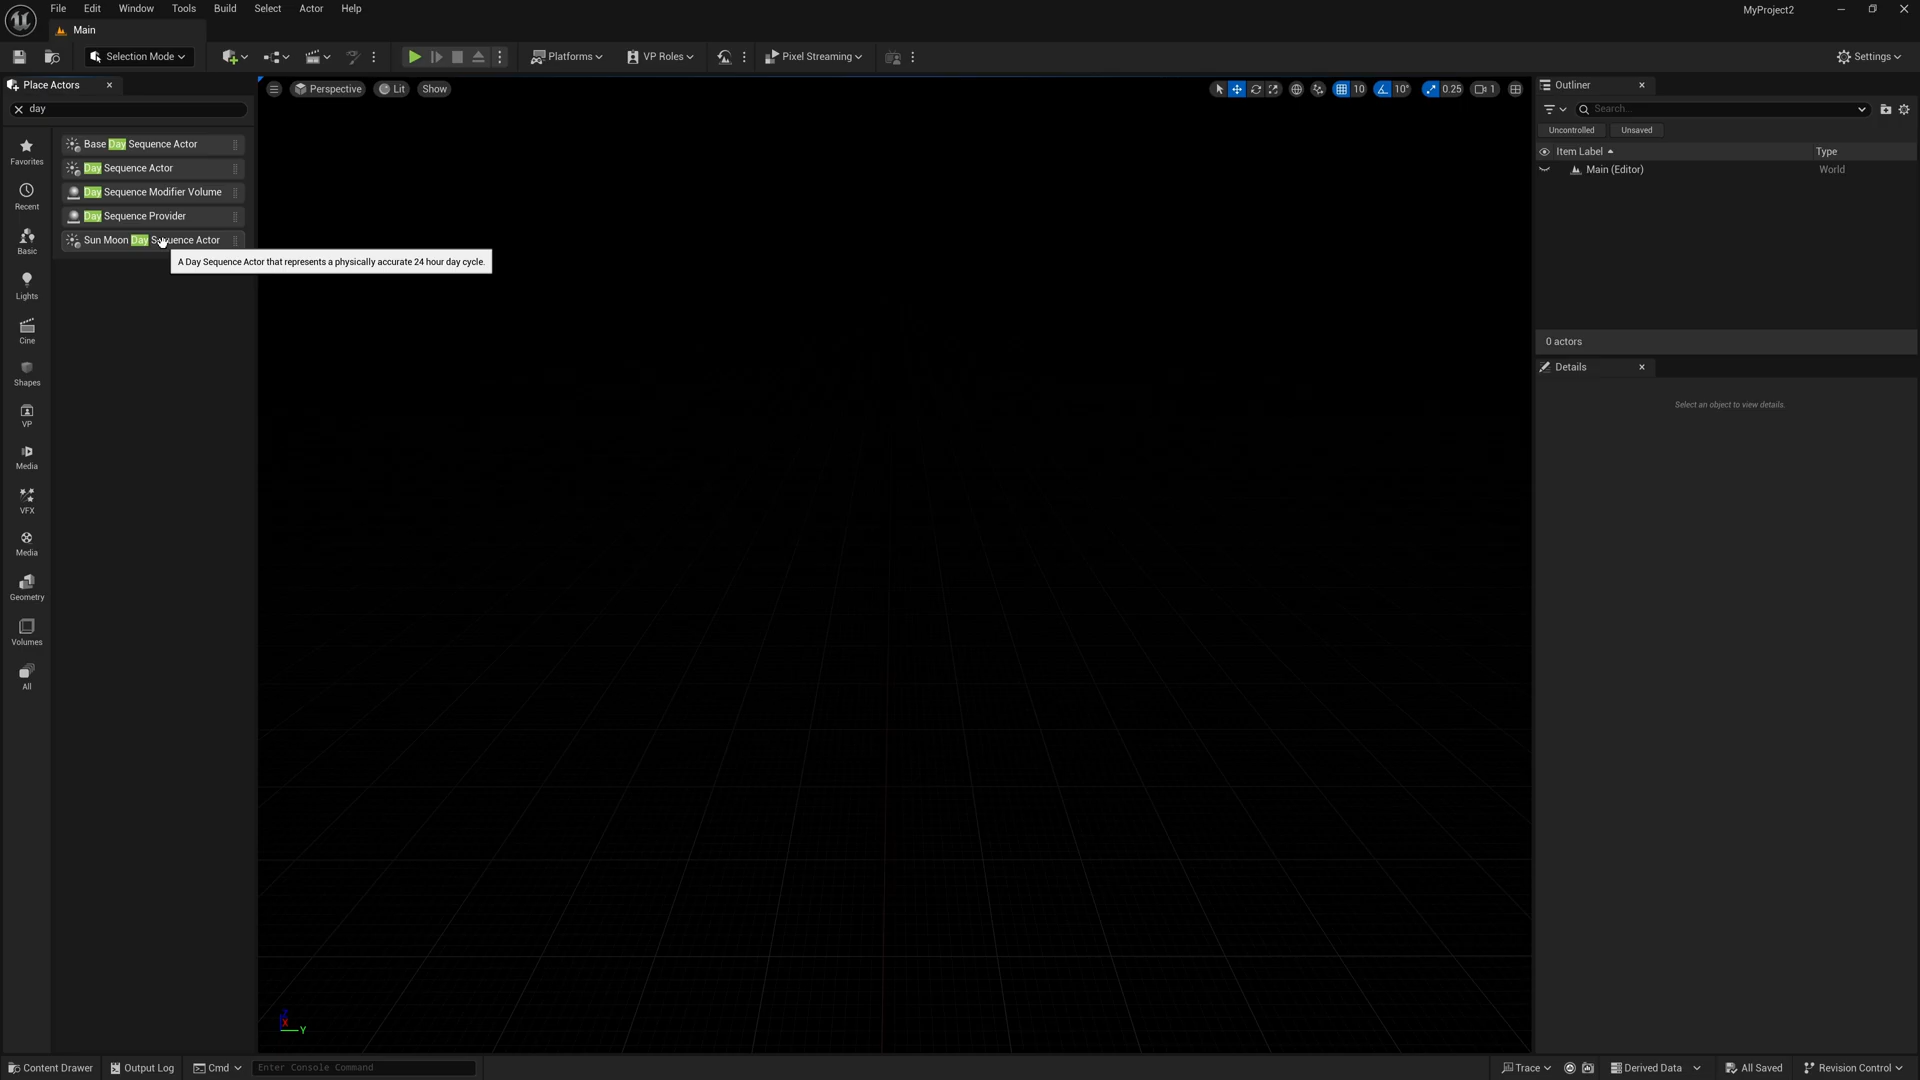 File Edit Window Tools Build Select Actor Help MyProject2
Main
Selection Mode Platforms VP Roles Pixel Streaming Settings
Place Actors
day
Favorites
Recent
Basic
Lights
Cine
Shapes
VP
Media
VFX
Media
Geometry
Volumes
All
Base Day Sequence Actor
Day Sequence Actor
Day Sequence Modifier Volume
Day Sequence Provider
Sun Moon Day Sequence Actor
A Day Sequence Actor that represents a physically accurate 24 hour day cycle.
Perspective Lit Show 10 10° 0.25 1
X
Y
Outliner
Search...
Uncontrolled Unsaved
Item Label Type
Main (Editor) World
0 actors
Details
Select an object to view details.
Content Drawer Output Log Cmd Enter Console Command Trace Derived Data All Saved Revision Control